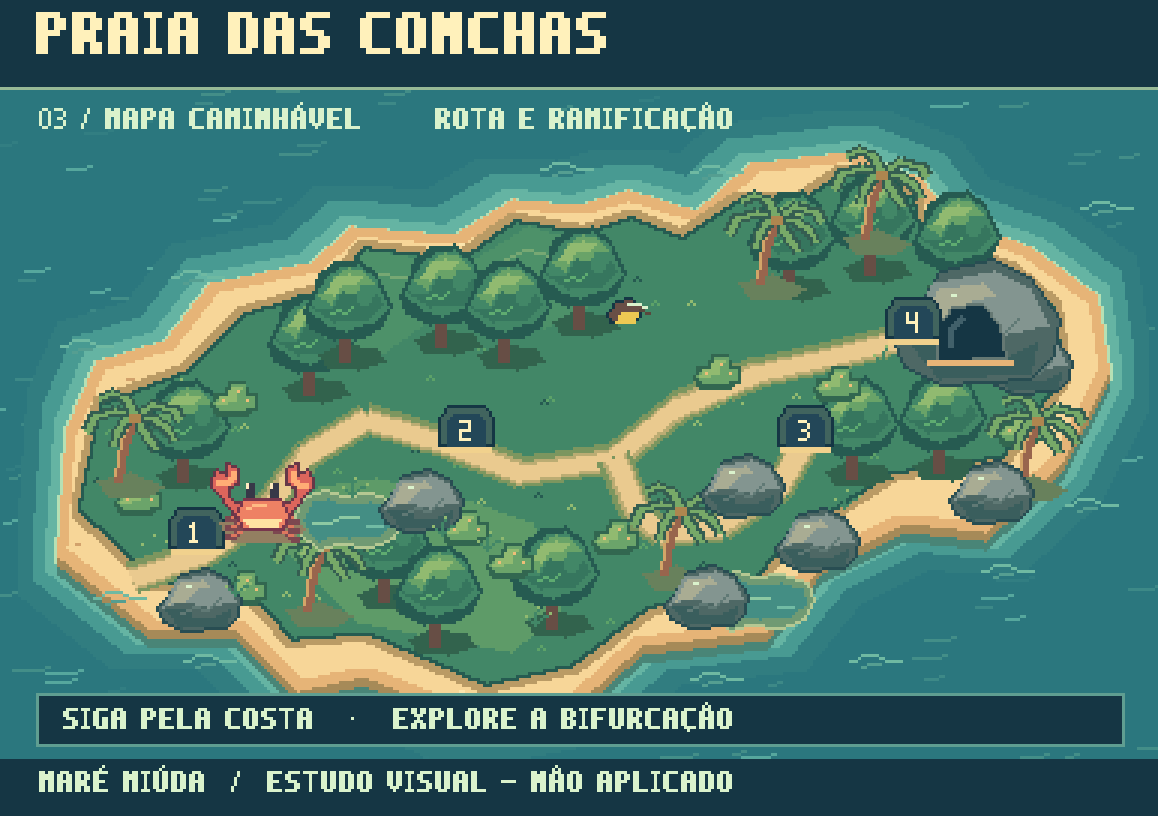 PRAIA DAS CONCHAS
03 / MAPA CAMINHÁVEL ROTA E RAMIFICAÇÃO
4
2
3
1
SIGA PELA COSTA · EXPLORE A BIFURCAÇÃO
MARÉ MIÚDA / ESTUDO VISUAL — NÃO APLICADO